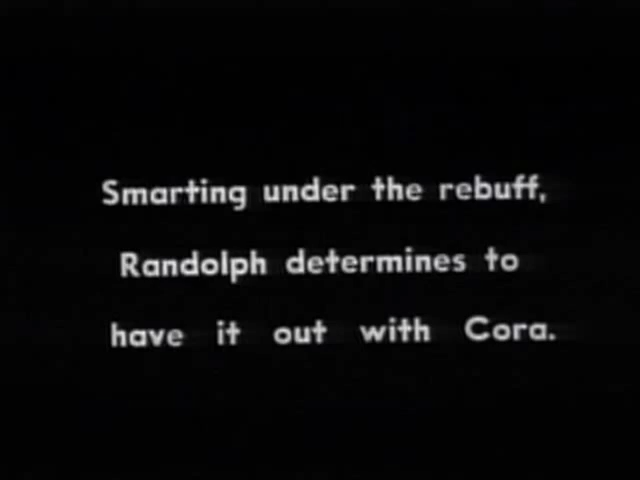 Smarting under the rebuff,
Randolph determines to
have it out with Cora.